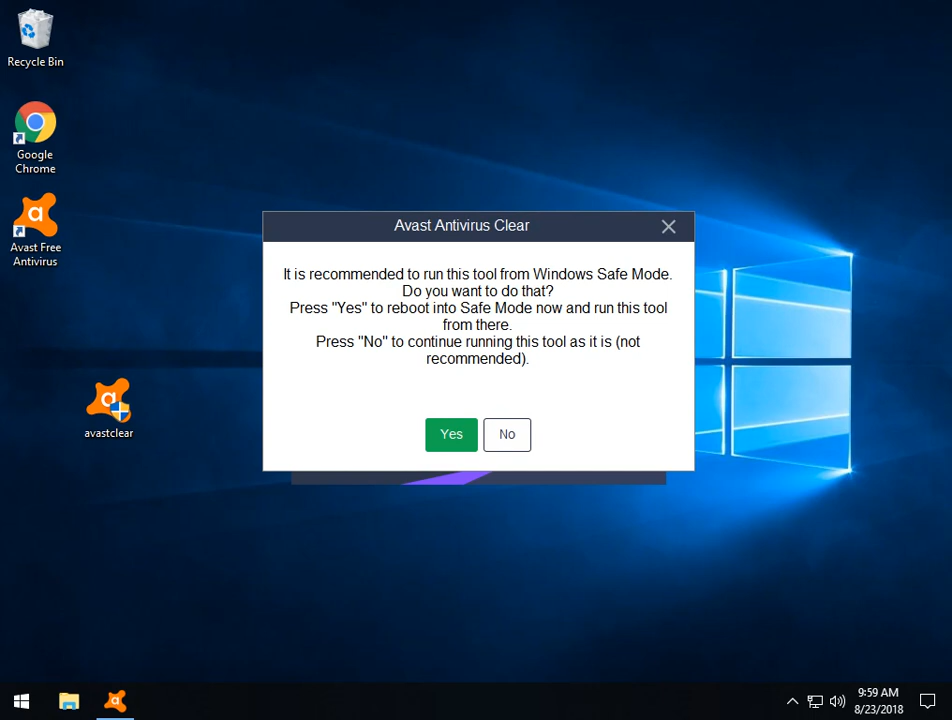 Recycle Bin
Google
Chrome
Avast Free
Antivirus
avastclear
Avast Antivirus Clear
It is recommended to run this tool from Windows Safe Mode.
Do you want to do that?
Press "Yes" to reboot into Safe Mode now and run this tool
from there.
Press "No" to continue running this tool as it is (not
recommended).
Yes
No
9:59 AM
8/23/2018